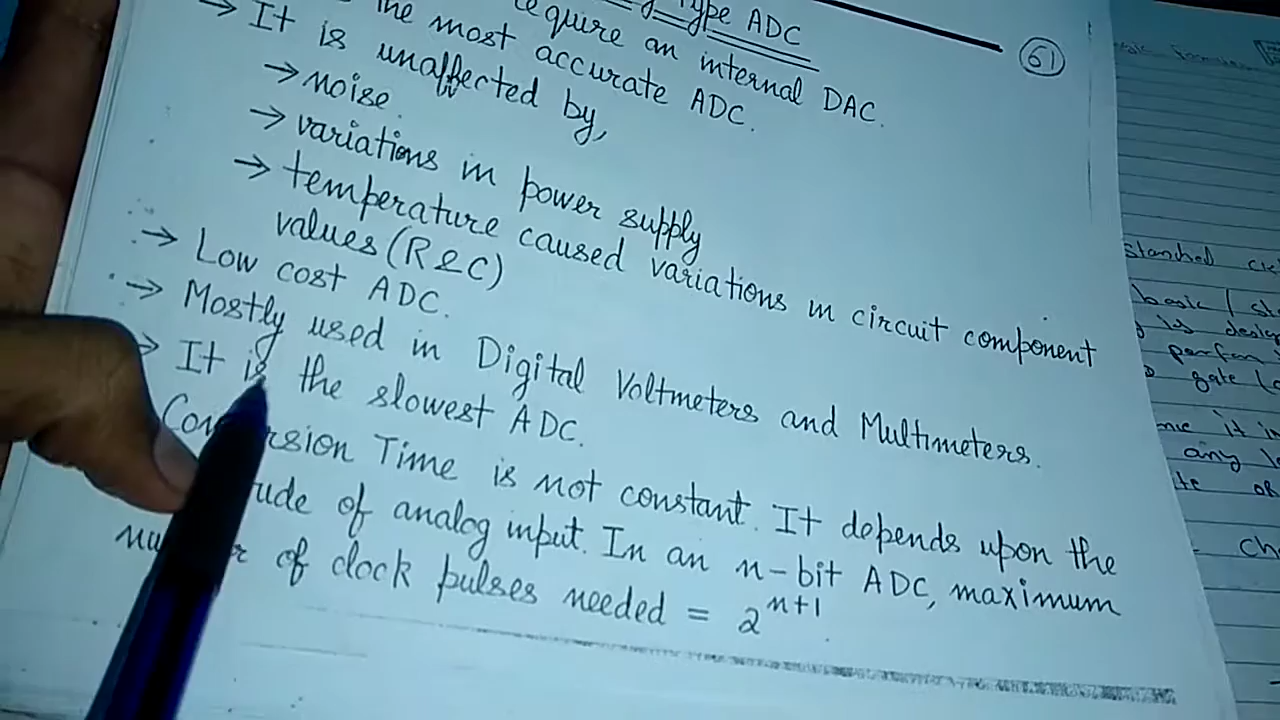 Type ADC
61
require an internal DAC.
the most accurate ADC.
→ It is unaffected by,
→ noise
→ variations in power supply
→ temperature caused variations in circuit component
values (R & C)
→ Low cost ADC.
→ Mostly used in Digital Voltmeters and Multimeters.
→ It is the slowest ADC.
Time is not constant. It depends upon the
of analog input. In an n-bit ADC, maximum
of clock pulses needed = 2^{n+1}.
basic
any